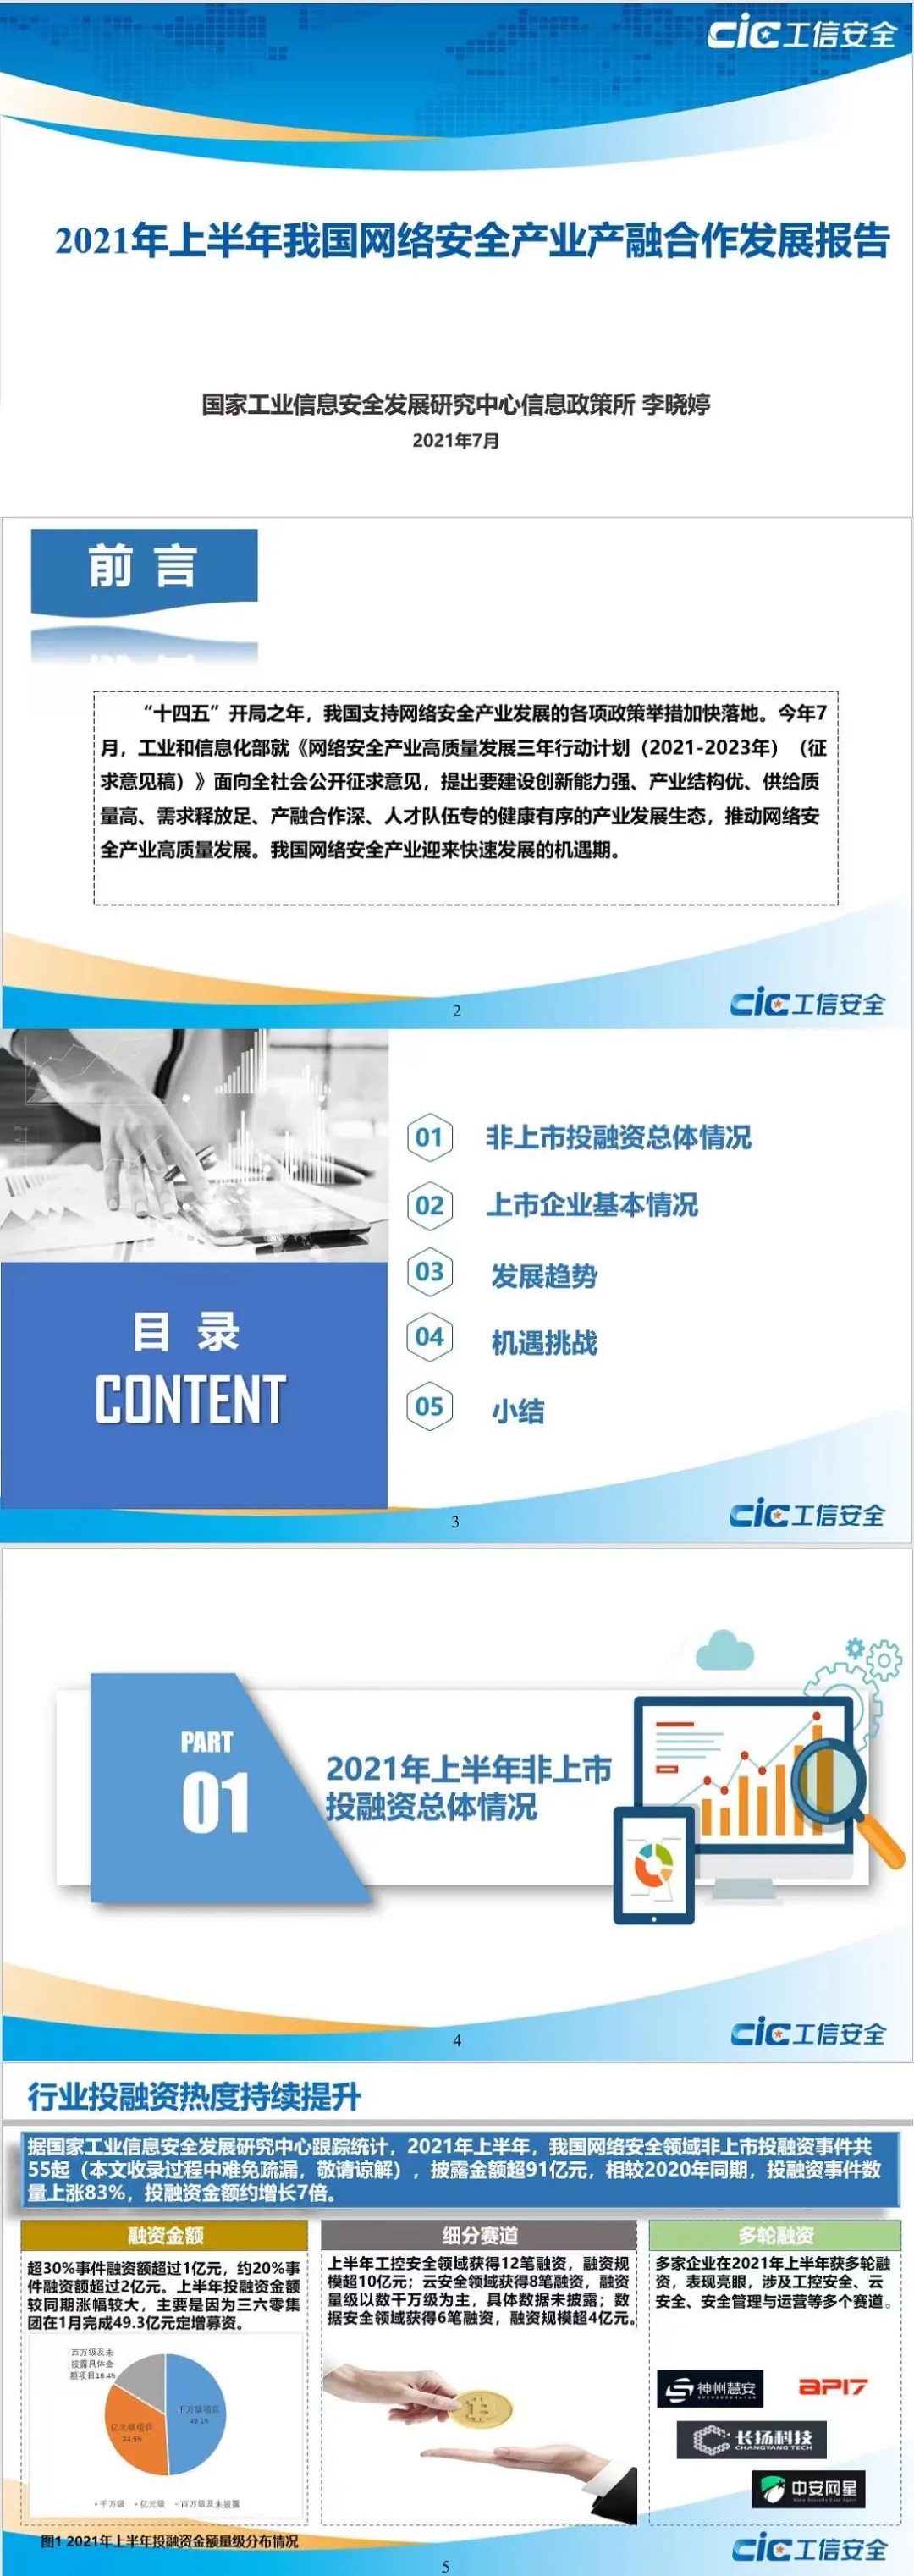 cic工信安全
2021年上半年我国网络安全产业产融合作发展报告
国家工业信息安全发展研究中心信息政策所 李晓婷
2021年7月
前 言
“十四五”开局之年，我国支持网络安全产业发展的各项政策举措加快落地。今年7
月，工业和信息化部就《网络安全产业高质量发展三年行动计划（2021-2023年）（征
求意见稿）》面向全社会公开征求意见，提出要建设创新能力强、产业结构优、供给质
量高、需求释放足、产融合作深、人才队伍专的健康有序的产业发展生态，推动网络安
全产业高质量发展。我国网络安全产业迎来快速发展的机遇期。
2
cic工信安全
目 录
CONTENT
01 非上市投融资总体情况
02 上市企业基本情况
03 发展趋势
04 机遇挑战
05 小结
3
cic工信安全
PART
01
2021年上半年非上市
投融资总体情况
4
cic工信安全
行业投融资热度持续提升
据国家工业信息安全发展研究中心跟踪统计，2021年上半年，我国网络安全领域非上市投融资事件共
55起（本文收录过程中难免疏漏，敬请谅解），披露金额超91亿元，相较2020年同期，投融资事件数
量上涨83%，投融资金额约增长7倍。
融资金额
超30%事件融资额超过1亿元，约20%事
件融资额超过2亿元。上半年投融资金额
较同期涨幅较大，主要是因为三六零集
团在1月完成49.3亿元定增募资。
百万级及未
披露具体金
额项目16.4%
千万级项目
49.1%
亿元级项目
34.5%
千万级 亿元级 百万级及未披露
图1 2021年上半年投融资金额量级分布情况
细分赛道
上半年工控安全领域获得12笔融资，融资规
模超10亿元；云安全领域获得8笔融资，融资
量级以数千万级为主，具体数据未披露；数
据安全领域获得6笔融资，融资规模超4亿元。
多轮融资
多家企业在2021年上半年获多轮融
资，表现亮眼，涉及工控安全、云
安全、安全管理与运营等多个赛道。
神州慧安
API7
长扬科技
CHANGYANG TECH
中安网星
5
cic工信安全